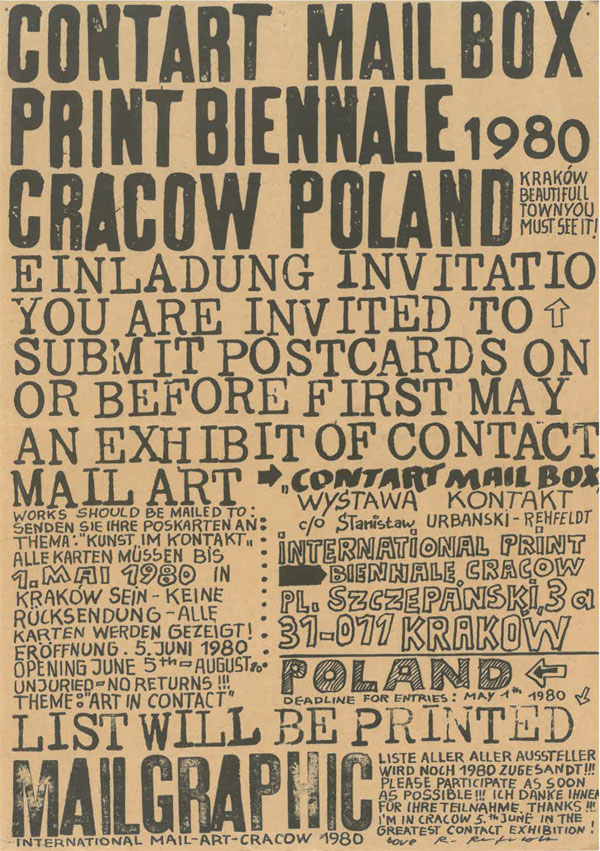 CONTART MAIL BOX
PRINT BIENNALE 1980
CRACOW POLAND
KRAKÓW
BEAUTIFULL
TOWN YOU
MUST SEE IT!
EINLADUNG INVITATIO
YOU ARE INVITED TO ⇧
SUBMIT POSTCARDS ON
OR BEFORE FIRST MAY
AN EXHIBIT OF CONTACT
MAIL ART
WORKS SHOULD BE MAILED TO:
SENDEN SIE IHRE POSKARTEN AN:
THEMA: "KUNST IM KONTAKT"
ALLE KARTEN MÜSSEN BIS
1. MAI 1980 IN
KRAKÓW SEIN - KEINE
RÜCKSENDUNG - ALLE
KARTEN WERDEN GEZEIGT!
ERÖFFNUNG. 5. JUNI 1980
OPENING JUNE 5th = AUGUST 80
UNJURIED = NO RETURNS !!!
THEME: "ART IN CONTACT"
➡ "CONTART MAIL BOX
WYSTAWA KONTAKT
c/o Stanisław URBANSKI - REHFELDT
INTERNATIONAL PRINT
BIENNALE, CRACOW
PL. SZCZEPAŃSKI, 3 a
31-011 KRAKÓW
POLAND ⇦
DEADLINE FOR ENTRIES: MAY 1th 1980
LIST WILL BE PRINTED
MAILGRAPHIC
INTERNATIONAL MAIL-ART-CRACOW 1980
LISTE ALLER ALLER AUSSTELLER
WIRD NOCH 1980 ZUGESANDT!!!
PLEASE PARTICIPATE AS SOON
AS POSSIBLE !!! ICH DANKE IHNEN
FÜR IHRE TEILNAHME. THANKS !!!
I'M IN CRACOW 5.th JUNE IN THE
GREATEST CONTACT EXHIBITION !
love R.